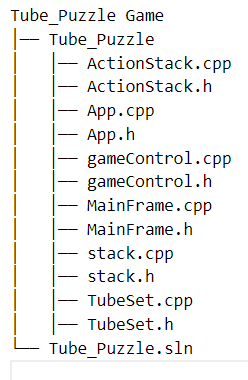 Tube_Puzzle Game
├── Tube_Puzzle
│   ├── ActionStack.cpp
│   ├── ActionStack.h
│   ├── App.cpp
│   ├── App.h
│   ├── gameControl.cpp
│   ├── gameControl.h
│   ├── MainFrame.cpp
│   ├── MainFrame.h
│   ├── stack.cpp
│   ├── stack.h
│   ├── TubeSet.cpp
│   ├── TubeSet.h
└── Tube_Puzzle.sln